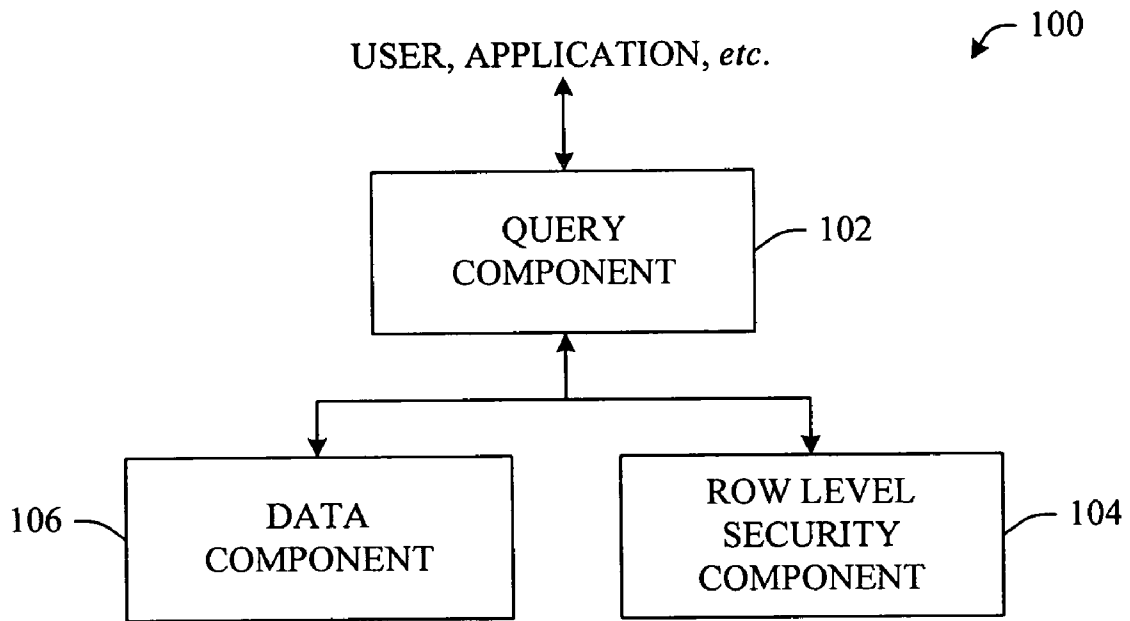 100
USER, APPLICATION, etc.
QUERY
COMPONENT
102
106
DATA
COMPONENT
ROW LEVEL
SECURITY
COMPONENT
104